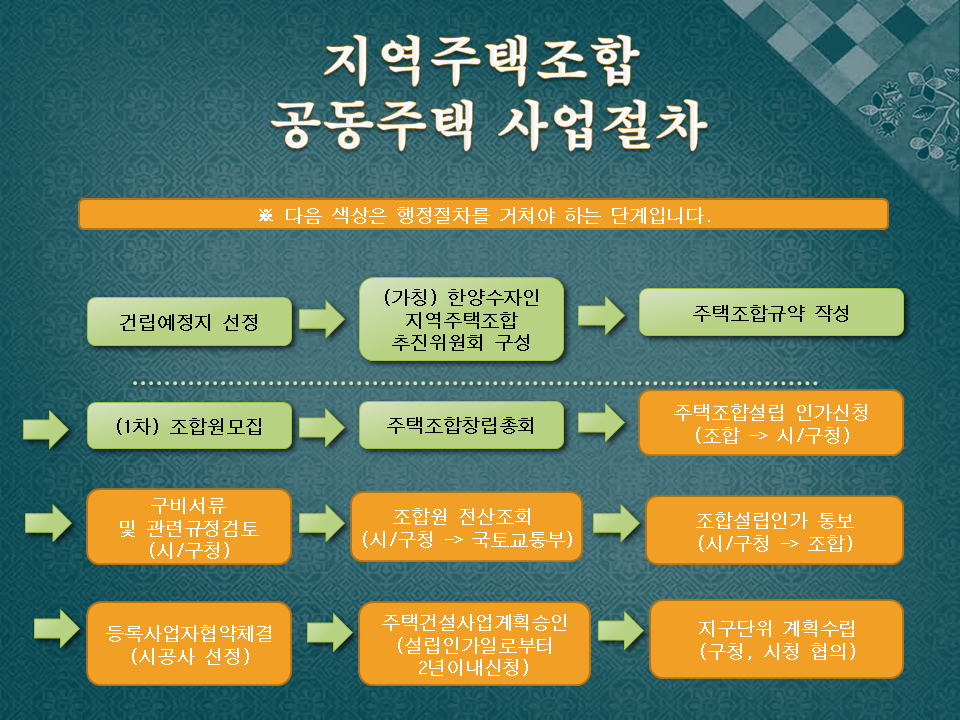 지역주택조합
공동주택 사업절차
※ 다음 색상은 행정절차를 거쳐야 하는 단계입니다.
건립예정지 선정
(가칭) 한양수자인
지역주택조합
추진위원회 구성
주택조합규약 작성
(1차) 조합원모집
주택조합창립총회
주택조합설립 인가신청
(조합 -> 시/구청)
구비서류
및 관련규정검토
(시/구청)
조합원 전산조회
(시/구청 -> 국토교통부)
조합설립인가 통보
(시/구청 -> 조합)
등록사업자협약체결
(시공사 선정)
주택건설사업계획승인
(설립인가일로부터
2년이내신청)
지구단위 계획수립
(구청, 시청 협의)